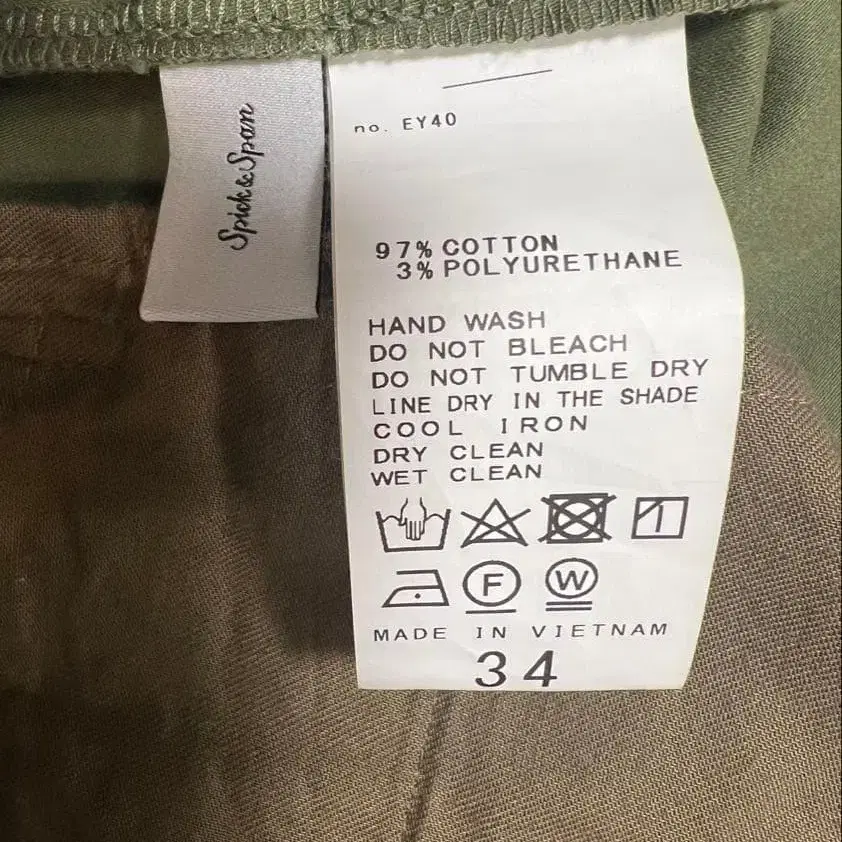 Spick & Span
no. EY40
97% COTTON
3% POLYURETHANE
HAND WASH
DO NOT BLEACH
DO NOT TUMBLE DRY
LINE DRY IN THE SHADE
COOL IRON
DRY CLEAN
WET CLEAN
F W
MADE IN VIETNAM
34